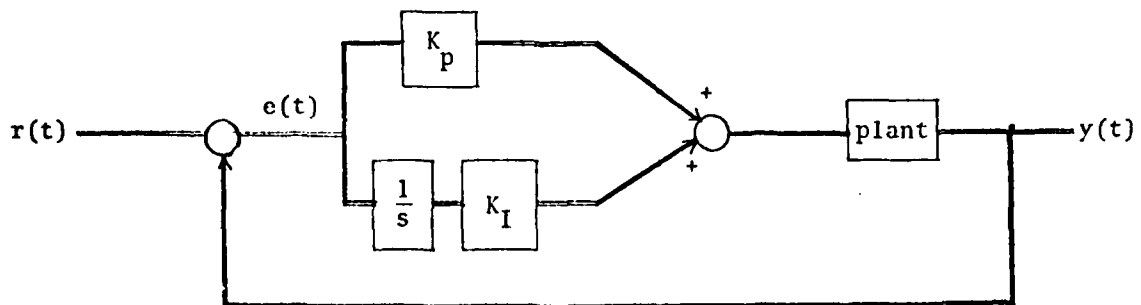 K_p
+
e(t)
r(t)
plant
y(t)
+
1/s
K_I